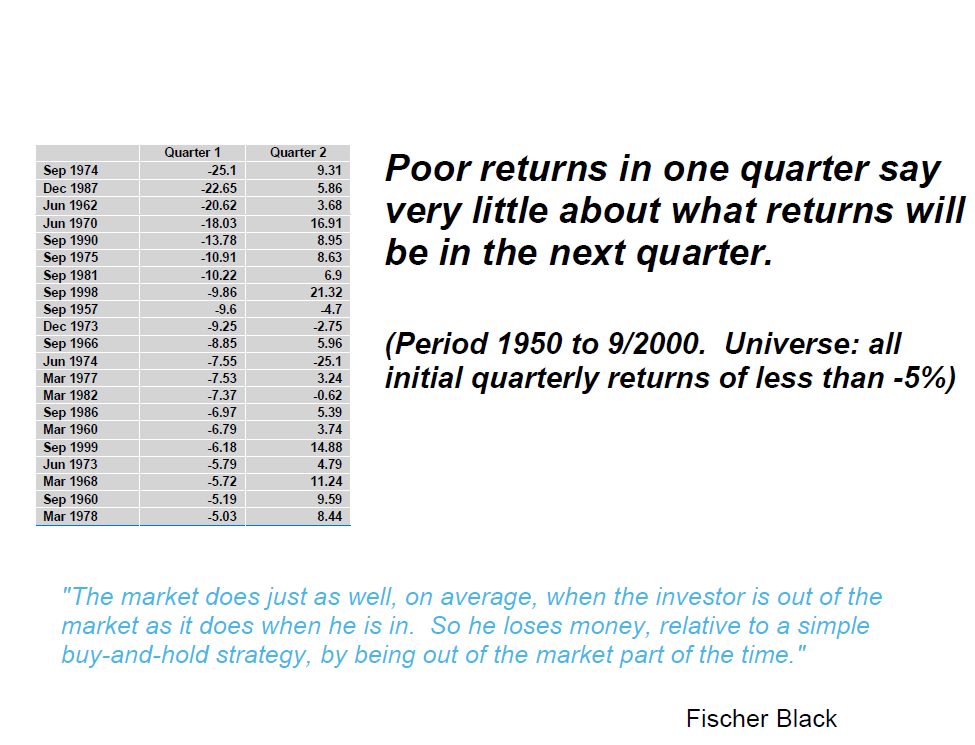 Quarter 1 Quarter 2
Sep 1974 -25.1 9.31
Dec 1987 -22.65 5.86
Jun 1962 -20.62 3.68
Jun 1970 -18.03 16.91
Sep 1990 -13.78 8.95
Sep 1975 -10.91 8.63
Sep 1981 -10.22 6.9
Sep 1998 -9.86 21.32
Sep 1957 -9.6 -4.7
Dec 1973 -9.25 -2.75
Sep 1966 -8.85 5.96
Jun 1974 -7.55 -25.1
Mar 1977 -7.53 3.24
Mar 1982 -7.37 -0.62
Sep 1986 -6.97 5.39
Mar 1960 -6.79 3.74
Sep 1999 -6.18 14.88
Jun 1973 -5.79 4.79
Mar 1968 -5.72 11.24
Sep 1960 -5.19 9.59
Mar 1978 -5.03 8.44
Poor returns in one quarter say
very little about what returns will
be in the next quarter.
(Period 1950 to 9/2000. Universe: all
initial quarterly returns of less than -5%)
"The market does just as well, on average, when the investor is out of the
market as it does when he is in. So he loses money, relative to a simple
buy-and-hold strategy, by being out of the market part of the time."
Fischer Black